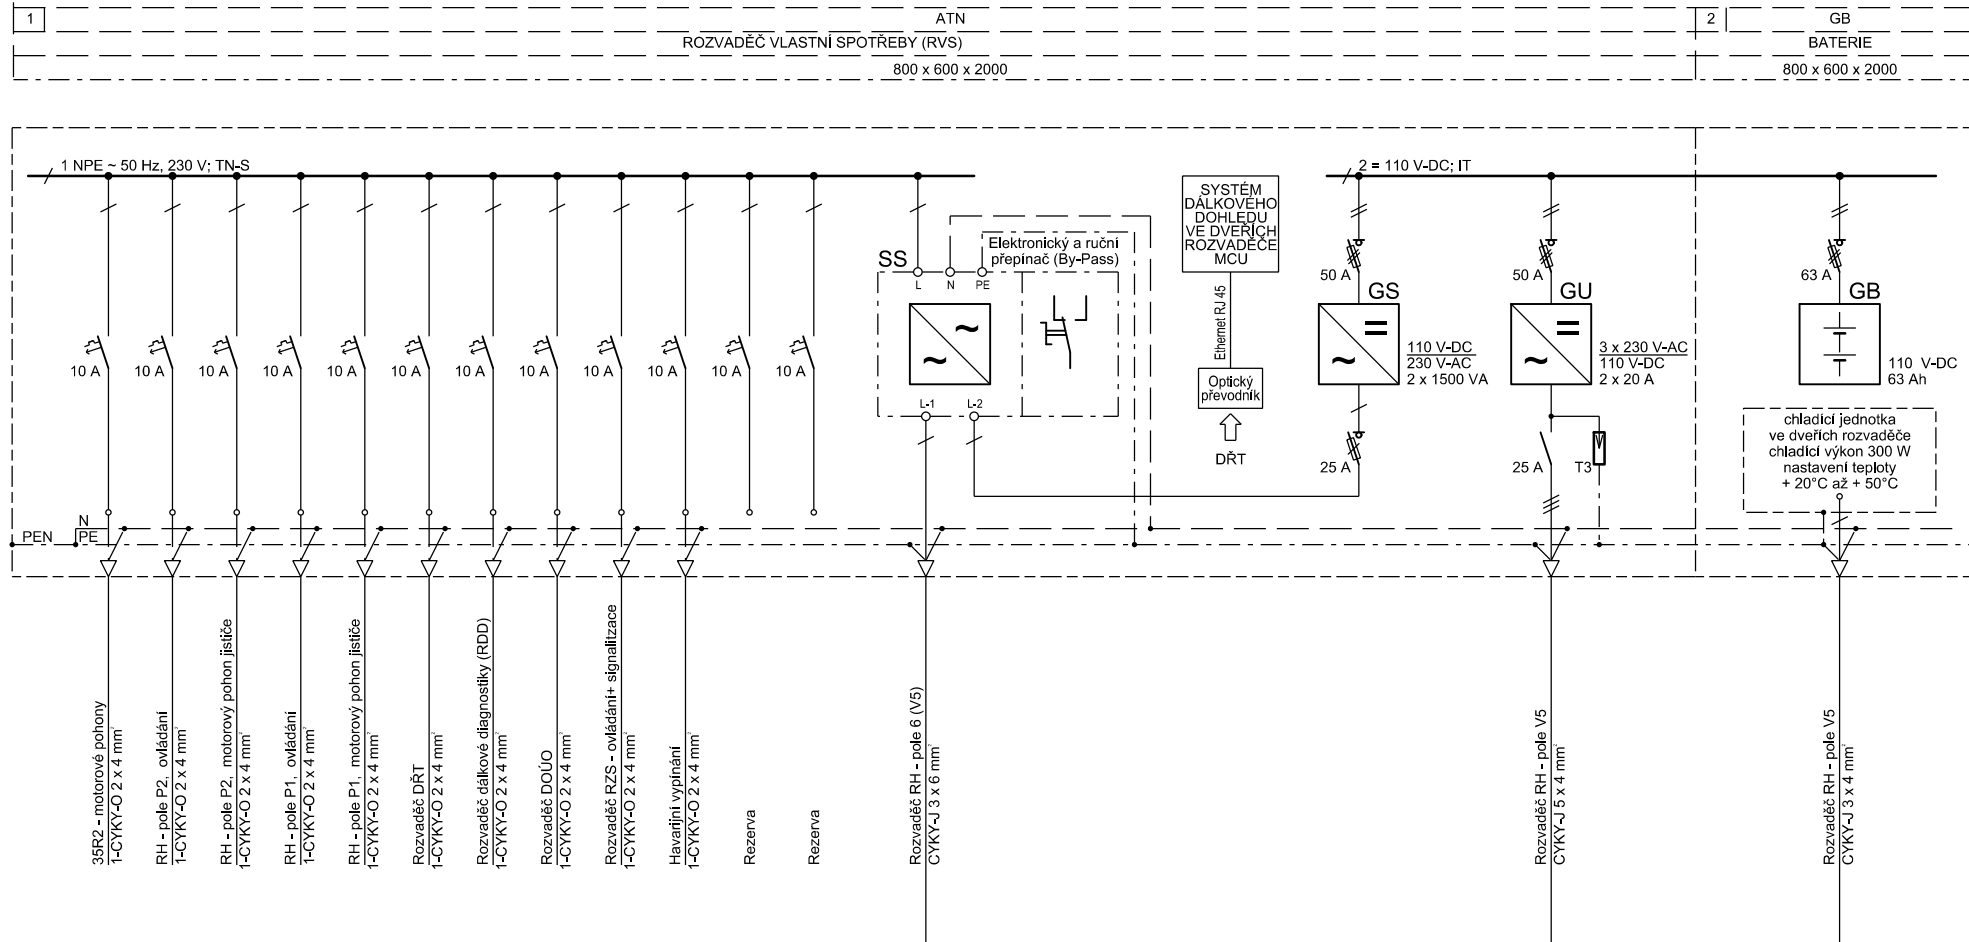 1
ATN
2
GB
ROZVADĚČ VLASTNÍ SPOTŘEBY (RVS)
BATERIE
800 x 600 x 2000
800 x 600 x 2000
1 NPE ~ 50 Hz, 230 V; TN-S
2 = 110 V-DC; IT
SYSTÉM
DÁLKOVÉHO
DOHLEDU
VE DVEŘÍCH
ROZVADĚČE
MCU
Elektronický a ruční
přepínač (By-Pass)
SS
L
N
PE
50 A
50 A
63 A
GS
GU
GB
Ethernet RJ 45
10 A
10 A
10 A
10 A
10 A
10 A
10 A
10 A
10 A
10 A
10 A
10 A
110 V-DC
230 V-AC
2 x 1500 VA
3 x 230 V-AC
110 V-DC
2 x 20 A
110 V-DC
63 Ah
Optický
převodník
L-1
L-2
DŘT
25 A
25 A
T3
chladící jednotka
ve dveřích rozvaděče
chladící výkon 300 W
nastavení teploty
+ 20°C až + 50°C
PEN
N
PE
35R2 - motorové pohony
1-CYKY-O 2 x 4 mm²
RH - pole P2, ovládání
1-CYKY-O 2 x 4 mm²
RH - pole P2, motorový pohon jističe
1-CYKY-O 2 x 4 mm²
RH - pole P1, ovládání
1-CYKY-O 2 x 4 mm²
RH - pole P1, motorový pohon jističe
1-CYKY-O 2 x 4 mm²
Rozvaděč DŘT
1-CYKY-O 2 x 4 mm²
Rozvaděč dálkové diagnostiky (RDD)
1-CYKY-O 2 x 4 mm²
Rozvaděč DOÚO
1-CYKY-O 2 x 4 mm²
Rozvaděč RZS - ovládání+ signalitzace
1-CYKY-O 2 x 4 mm²
Havarijní vypínání
1-CYKY-O 2 x 4 mm²
Rezerva
Rezerva
Rozvaděč RH - pole 6 (V5)
CYKY-J 3 x 6 mm²
Rozvaděč RH - pole V5
CYKY-J 5 x 4 mm²
Rozvaděč RH - pole V5
CYKY-J 3 x 4 mm²